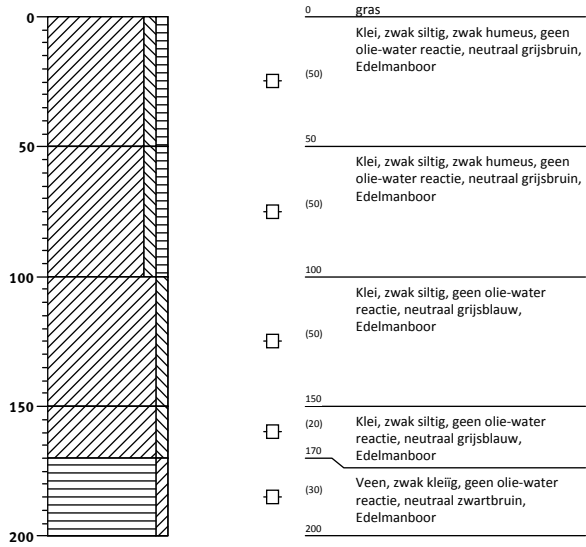 0
50
100
150
200
0
gras
Klei, zwak siltig, zwak humeus, geen
olie-water reactie, neutraal grijsbruin,
Edelmanboor
(50)
50
Klei, zwak siltig, zwak humeus, geen
olie-water reactie, neutraal grijsbruin,
Edelmanboor
(50)
100
Klei, zwak siltig, geen olie-water
reactie, neutraal grijsblauw,
Edelmanboor
(50)
150
Klei, zwak siltig, geen olie-water
reactie, neutraal grijsblauw,
Edelmanboor
(20)
170
Veen, zwak kleiïg, geen olie-water
reactie, neutraal zwartbruin,
Edelmanboor
(30)
200